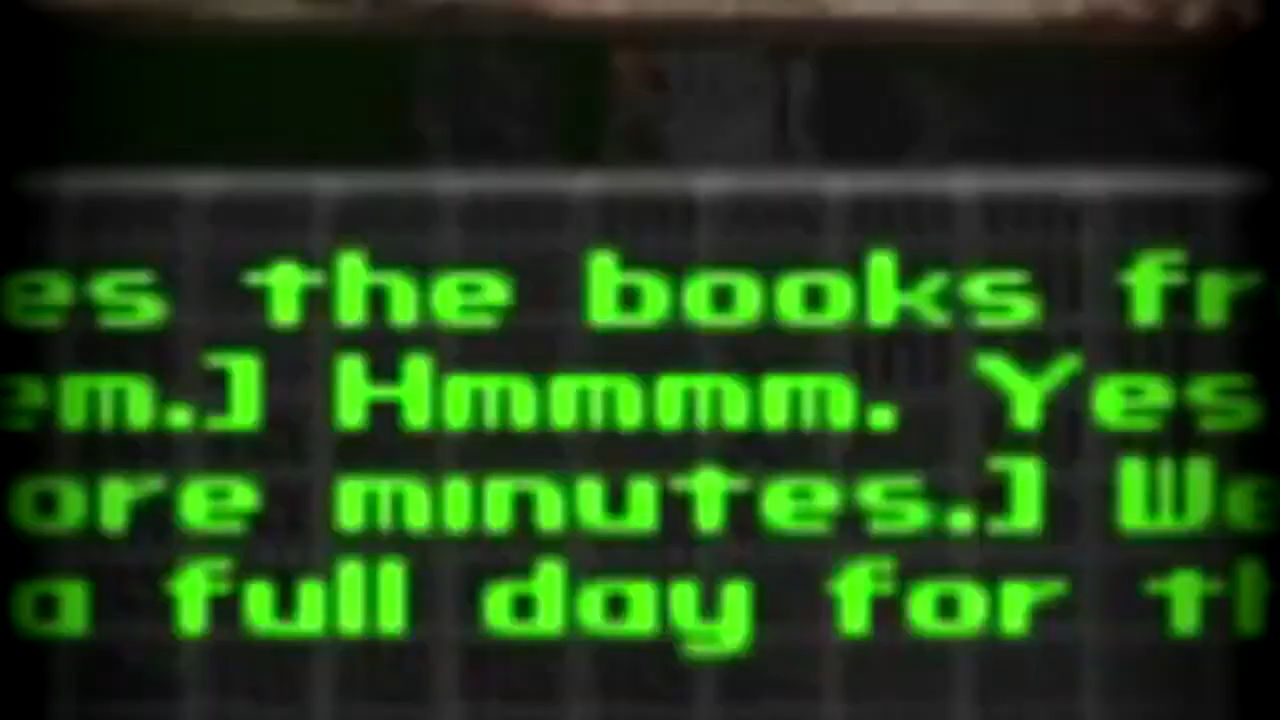 es the books fr
em.] Hmmmm. Yes
ore minutes.] We
a full day for th